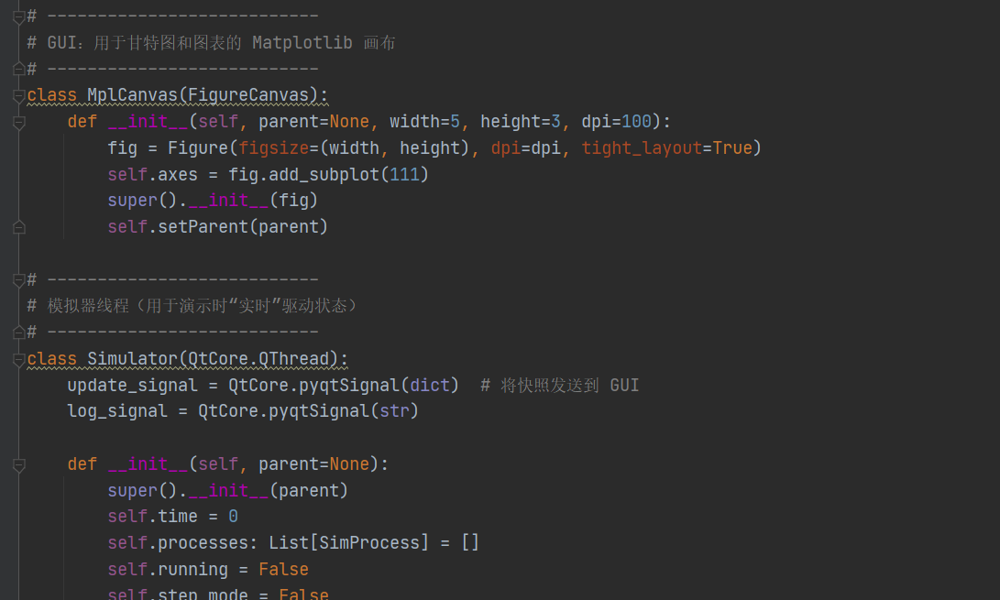 # ---------------------------
# GUI：用于甘特图和图表的 Matplotlib 画布
# ---------------------------
class MplCanvas(FigureCanvas):
    def __init__(self, parent=None, width=5, height=3, dpi=100):
        fig = Figure(figsize=(width, height), dpi=dpi, tight_layout=True)
        self.axes = fig.add_subplot(111)
        super().__init__(fig)
        self.setParent(parent)
# ---------------------------
# 模拟器线程（用于演示时“实时”驱动状态）
# ---------------------------
class Simulator(QtCore.QThread):
    update_signal = QtCore.pyqtSignal(dict)  # 将快照发送到 GUI
    log_signal = QtCore.pyqtSignal(str)
    def __init__(self, parent=None):
        super().__init__(parent)
        self.time = 0
        self.processes: List[SimProcess] = []
        self.running = False
        self.step_mode = False